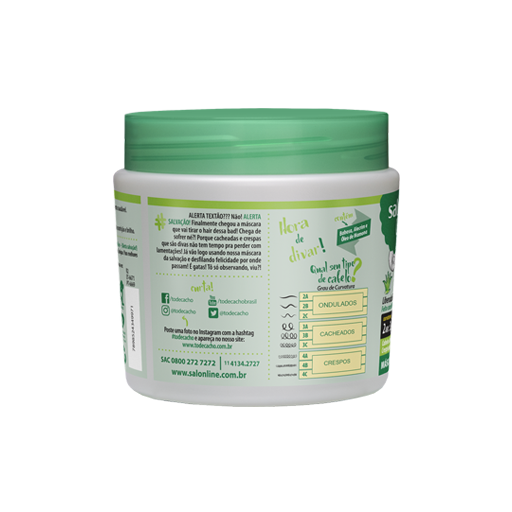 ALERTA TEXTÃO??? Não! ALERTA
SALVAÇÃO! Finalmente chegou a máscara
que vai tirar o hair dessa bad! Chega de
sofrer né?! Porque cacheadas e crespas
que são divas não tem tempo pra perder com
lamentações! Já vão logo usando nossa máscara
da salvação e desfilando felicidade por onde
passam! É gatas! Tô só observando, viu?!
curta!
/todecacho
/todecachobrasil
@todecacho
@todecacho
Poste uma foto no Instagram com a hashtag
#todecacho e apareça no nosso site:
www.todecacho.com.br
SAC 0800 272 7272 | 11 4134.2727
www.salonline.com.br
Hora
de
divar!
Qual seu tipo
de cabelo?
Grau de Curvatura
2A
2B
2C
ONDULADOS
3A
3B
3C
CACHEADOS
4A
4B
4C
CRESPOS